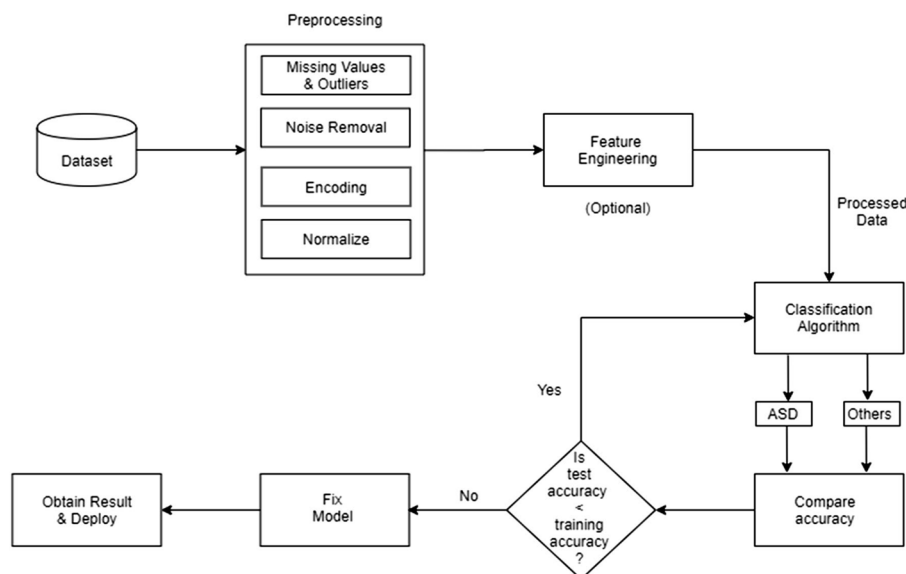 Preprocessing
Missing Values
& Outliers
Noise Removal
Encoding
Normalize
Dataset
Feature
Engineering
(Optional)
Processed
Data
Classification
Algorithm
ASD
Others
Compare
accuracy
Yes
Is
test
accuracy
<
training
accuracy
?
No
Fix
Model
Obtain Result
& Deploy